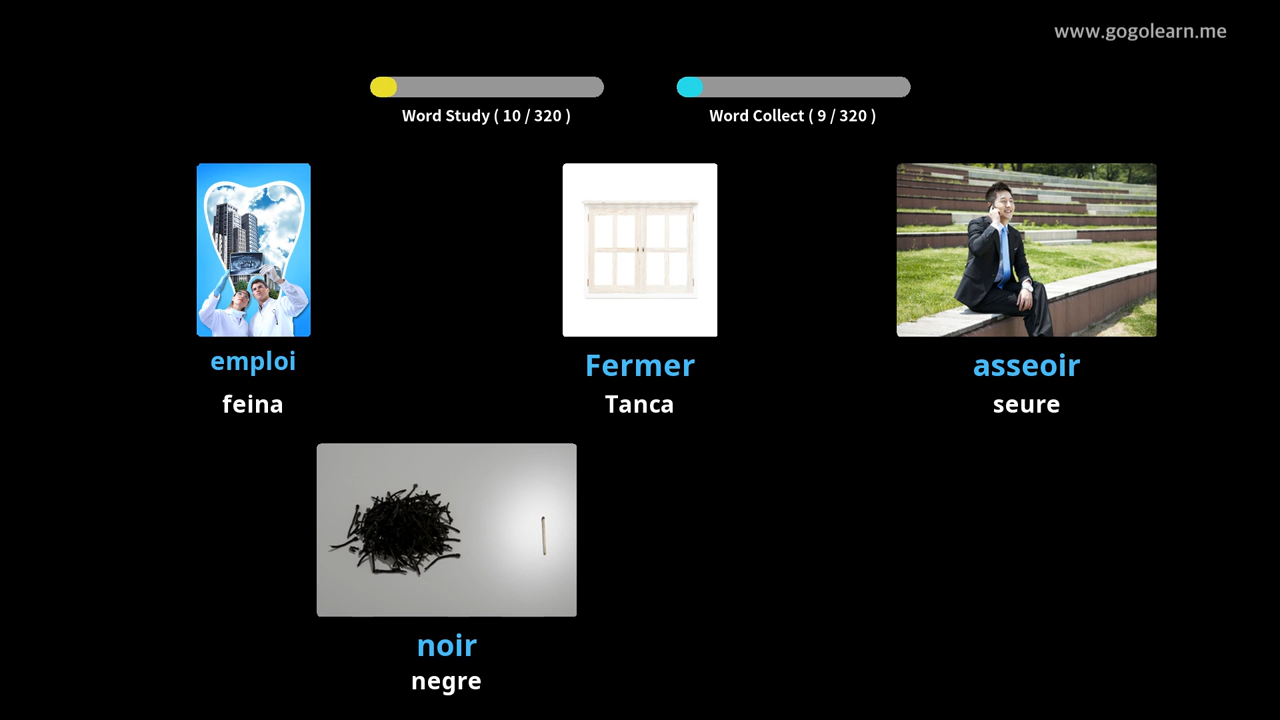 www.gogolearn.me
Word Study ( 10 / 320 )
Word Collect ( 9 / 320 )
emploi
feina
Fermer
Tanca
asseoir
seure
noir
negre